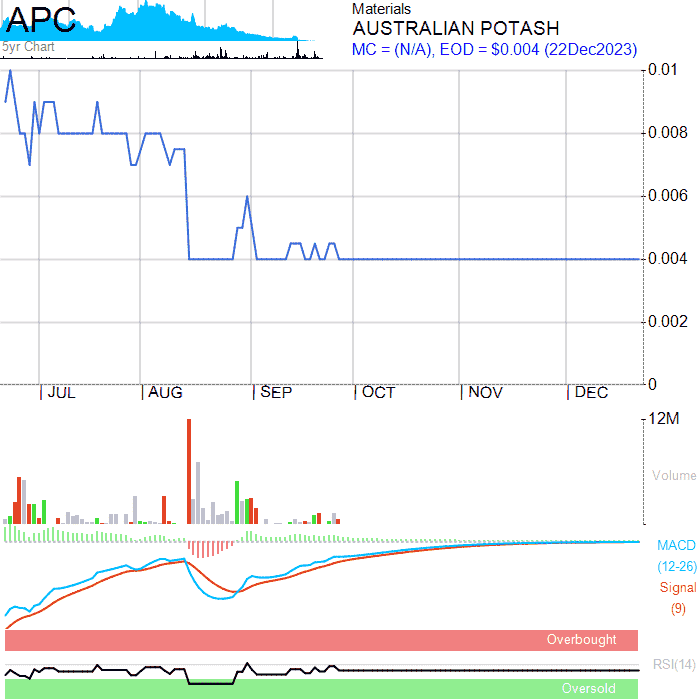 APC
5yr Chart
Materials
AUSTRALIAN POTASH
MC = (N/A), EOD = $0.004 (22Dec2023)
0.01
0.008
0.006
0.004
0.002
0
JUL AUG SEP OCT NOV DEC
12M
Volume
MACD
(12-26)
Signal
(9)
Overbought
RSI(14)
Oversold